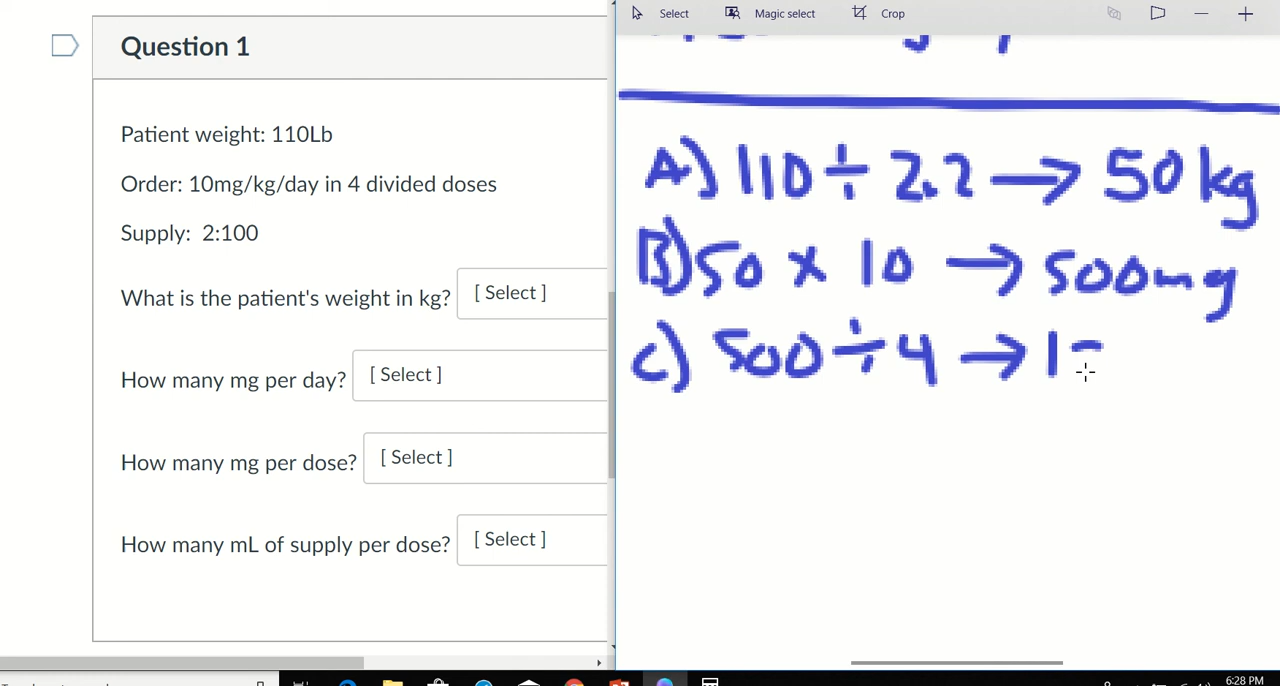 Select Magic select Crop
Question 1
Patient weight: 110Lb
Order: 10mg/kg/day in 4 divided doses
Supply: 2:100
What is the patient's weight in kg? [ Select ]
How many mg per day? [ Select ]
How many mg per dose? [ Select ]
How many mL of supply per dose? [ Select ]
A) 110 ÷ 2.2 → 50 kg
B) 50 x 10 → 500mg
C) 500 ÷ 4 → 1
6:28 PM